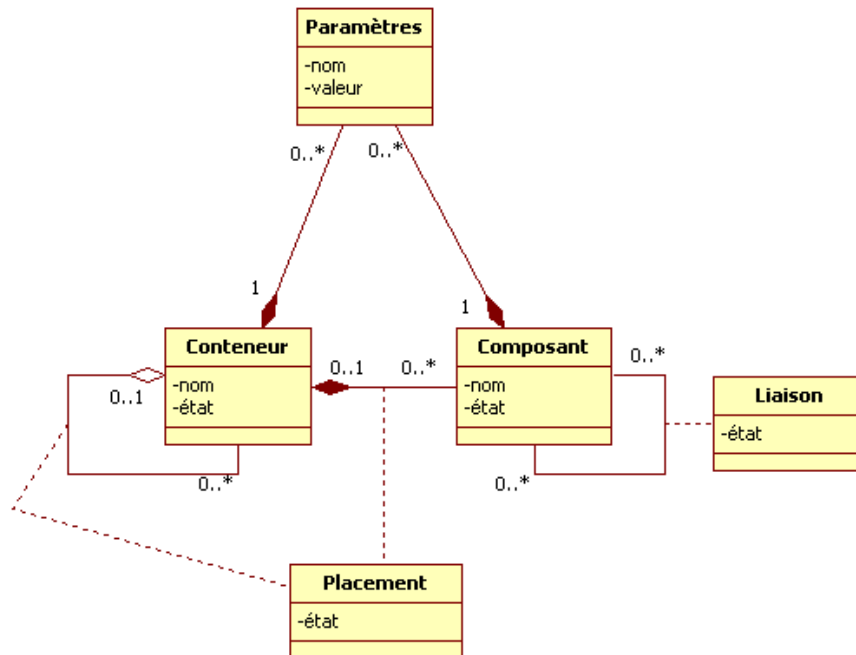 Paramètres
-nom
-valeur
0..*
0..*
1
1
Conteneur
-nom
-état
0..1
0..*
0..1
0..*
Composant
-nom
-état
0..*
0..*
Liaison
-état
Placement
-état